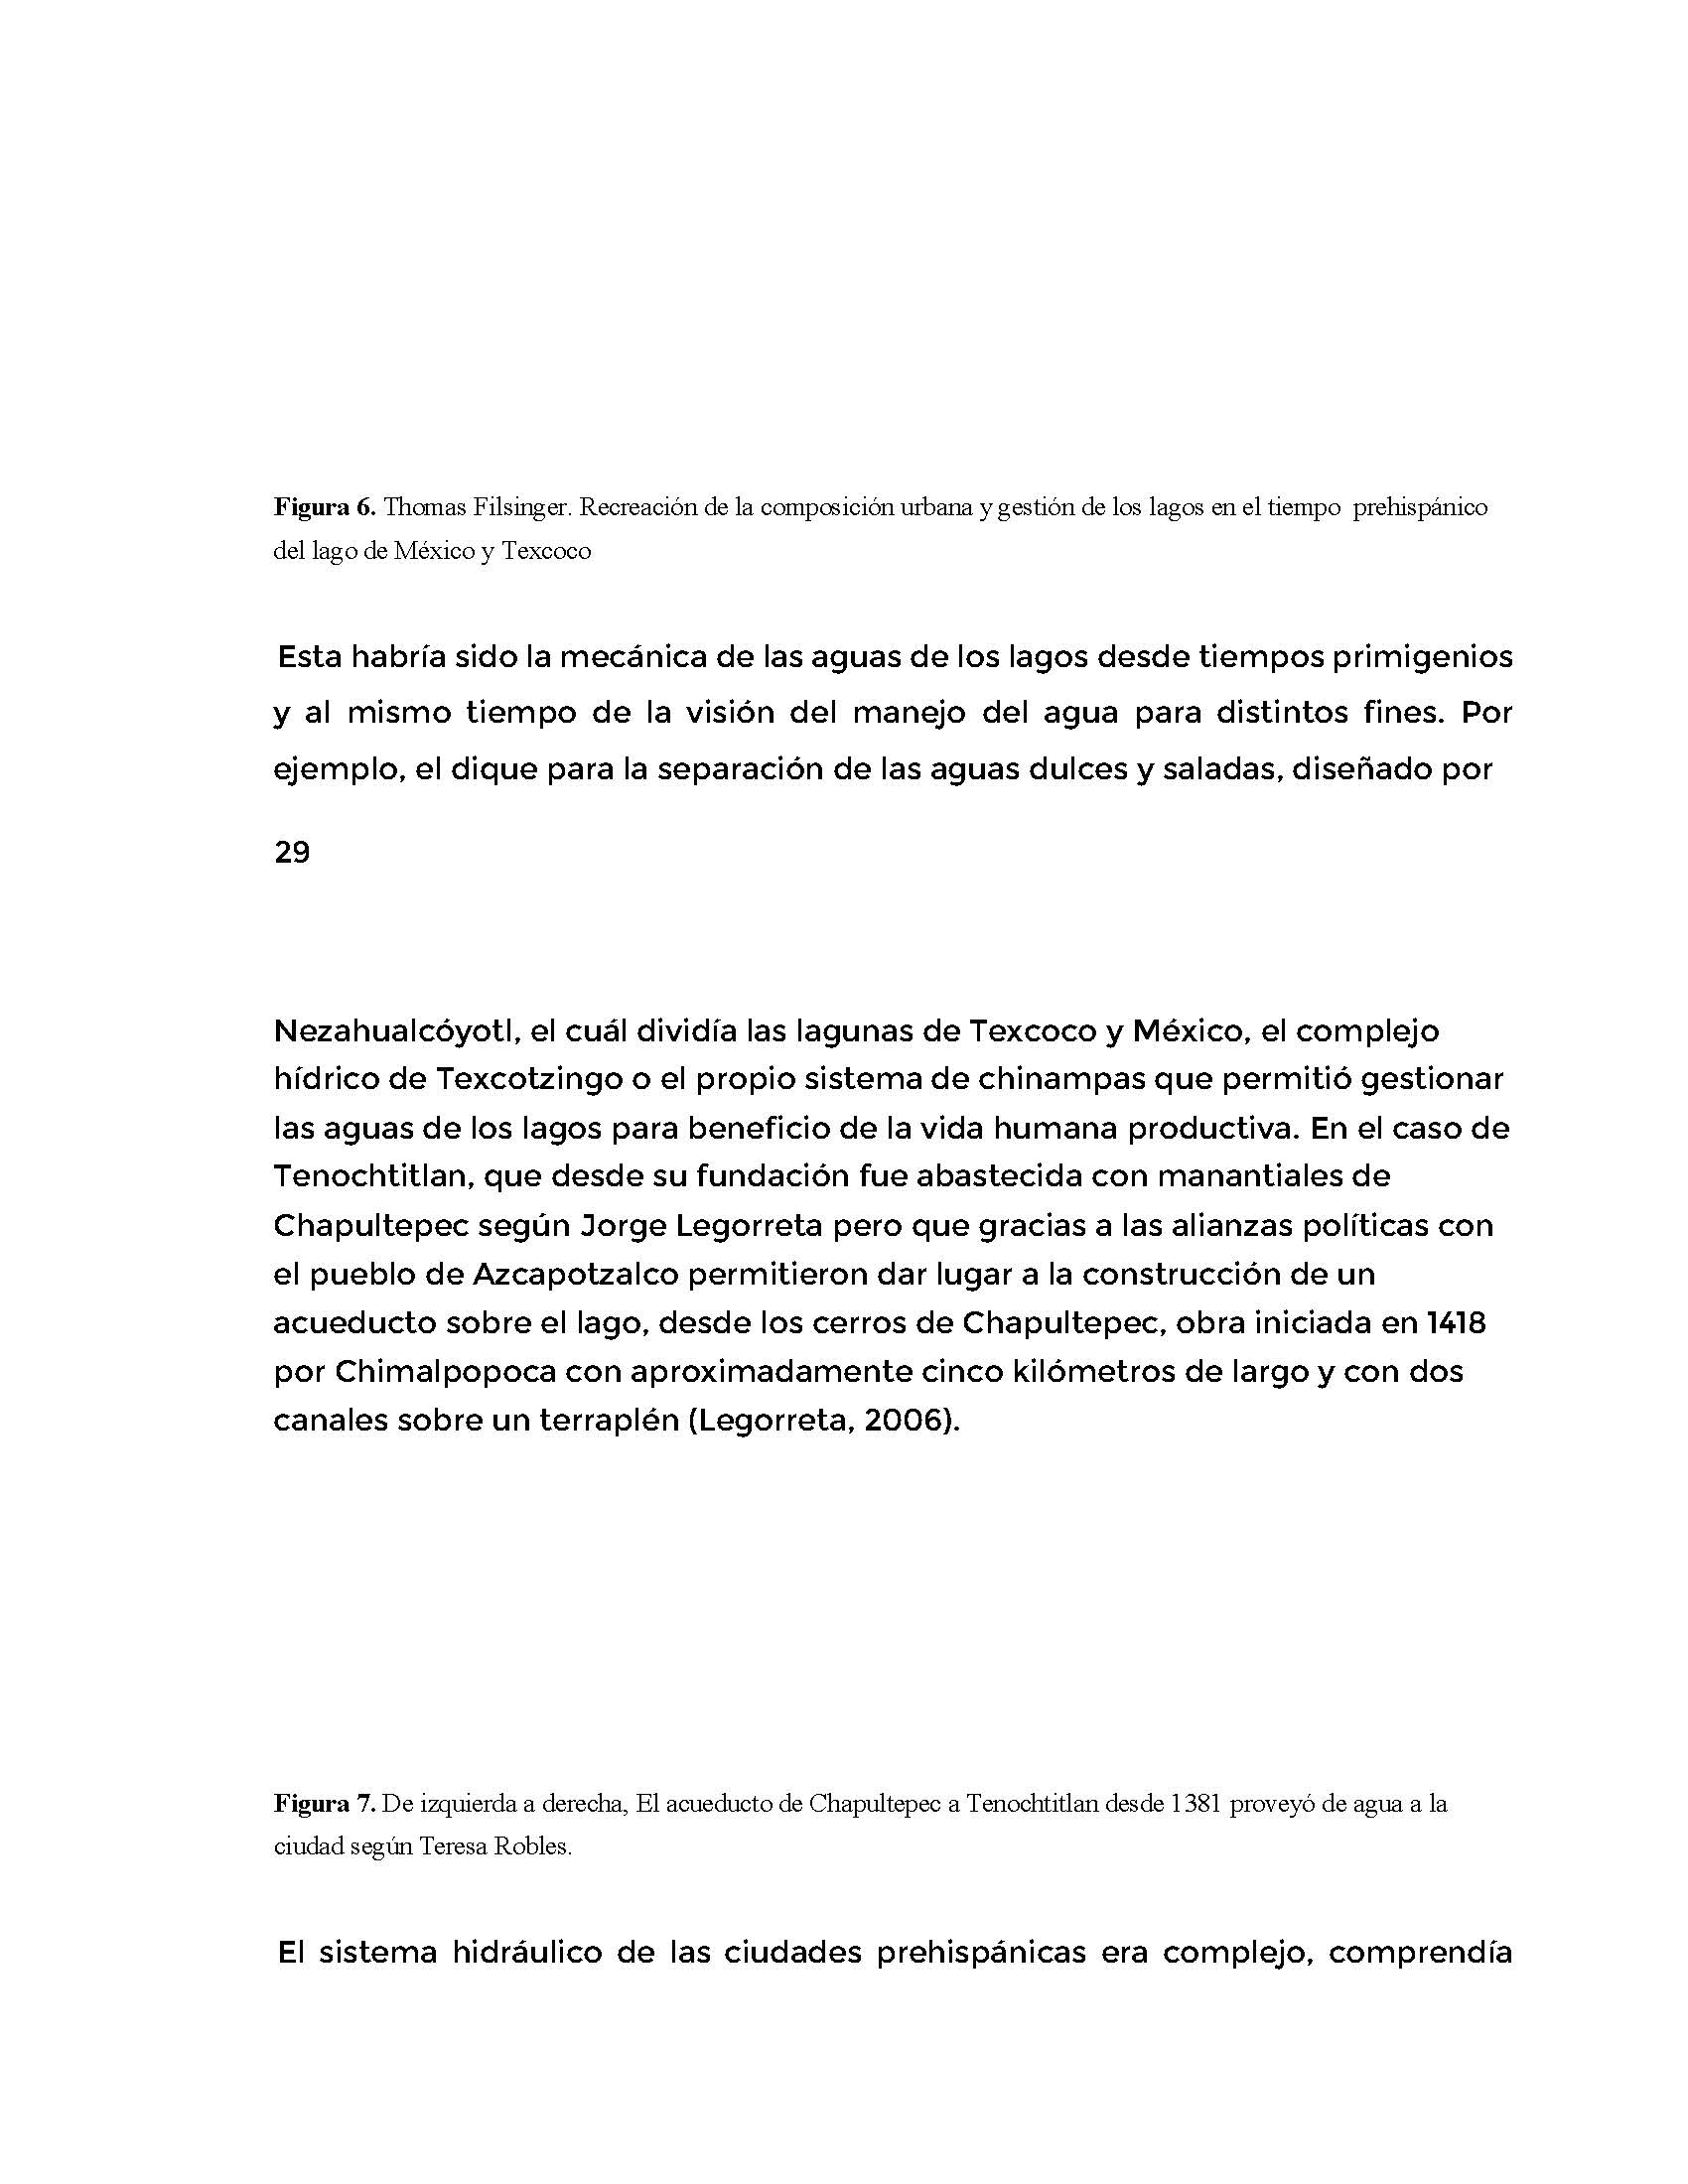 Figura 6. Thomas Filsinger. Recreación de la composición urbana y gestión de los lagos en el tiempo prehispánico
del lago de México y Texcoco
Esta habría sido la mecánica de las aguas de los lagos desde tiempos primigenios
y al mismo tiempo de la visión del manejo del agua para distintos fines. Por
ejemplo, el dique para la separación de las aguas dulces y saladas, diseñado por
29
Nezahualcóyotl, el cuál dividía las lagunas de Texcoco y México, el complejo
hídrico de Texcotzingo o el propio sistema de chinampas que permitió gestionar
las aguas de los lagos para beneficio de la vida humana productiva. En el caso de
Tenochtitlan, que desde su fundación fue abastecida con manantiales de
Chapultepec según Jorge Legorreta pero que gracias a las alianzas políticas con
el pueblo de Azcapotzalco permitieron dar lugar a la construcción de un
acueducto sobre el lago, desde los cerros de Chapultepec, obra iniciada en 1418
por Chimalpopoca con aproximadamente cinco kilómetros de largo y con dos
canales sobre un terraplén (Legorreta, 2006).
Figura 7. De izquierda a derecha, El acueducto de Chapultepec a Tenochtitlan desde 1381 proveyó de agua a la
ciudad según Teresa Robles.
El sistema hidráulico de las ciudades prehispánicas era complejo, comprendía